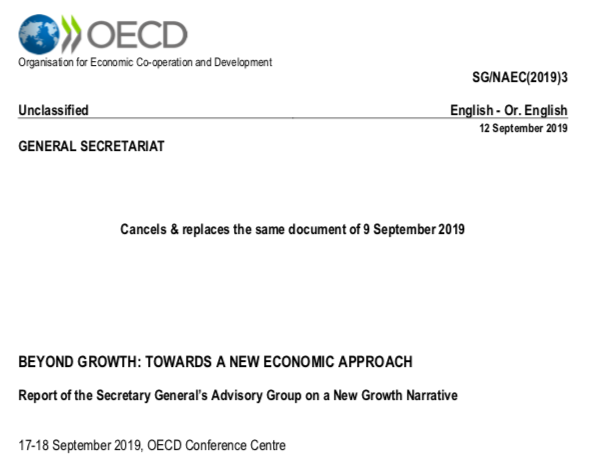 OECD
Organisation for Economic Co-operation and Development
SG/NAEC(2019)3
Unclassified English - Or. English
12 September 2019
GENERAL SECRETARIAT
Cancels & replaces the same document of 9 September 2019
BEYOND GROWTH: TOWARDS A NEW ECONOMIC APPROACH
Report of the Secretary General's Advisory Group on a New Growth Narrative
17-18 September 2019, OECD Conference Centre